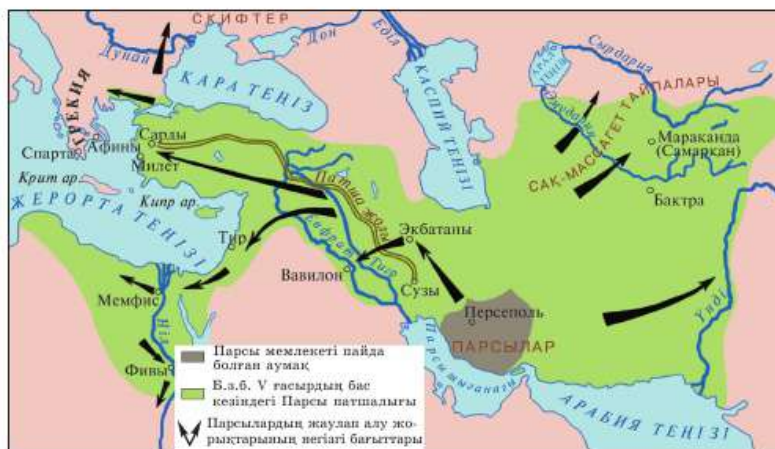 СКИФТЕР
Дунай
Дон
Еділ
ҚАРА ТЕҢІЗ
КАСПИЙ ТЕҢІЗІ
АРАЛ
ТЕҢІЗІ
Сырдария
Әмудария
САҚ-МАССАГЕТ ТАЙПАЛАРЫ
ГРЕКИЯ
Спарта
Афины
Сарды
Милет
Мараканда
(Самарқан)
Бактра
Крит ар.
Кипр ар.
ЖЕРОРТА ТЕҢІЗІ
Патша жолы
Евфрат
Тигр
Экбатаны
Тир
Вавилон
Сузы
Мемфис
Ніл
Фивы
Персеполь
ПАРСЫЛАР
Парсы шығанағы
Үнді
АРАБИЯ ТЕҢІЗІ
Парсы мемлекеті пайда
болған аумақ
Б.з.б. V ғасырдың бас
кезіндегі Парсы патшалығы
Парсылардың жаулап алу жо-
рықтарының негізгі бағыттары